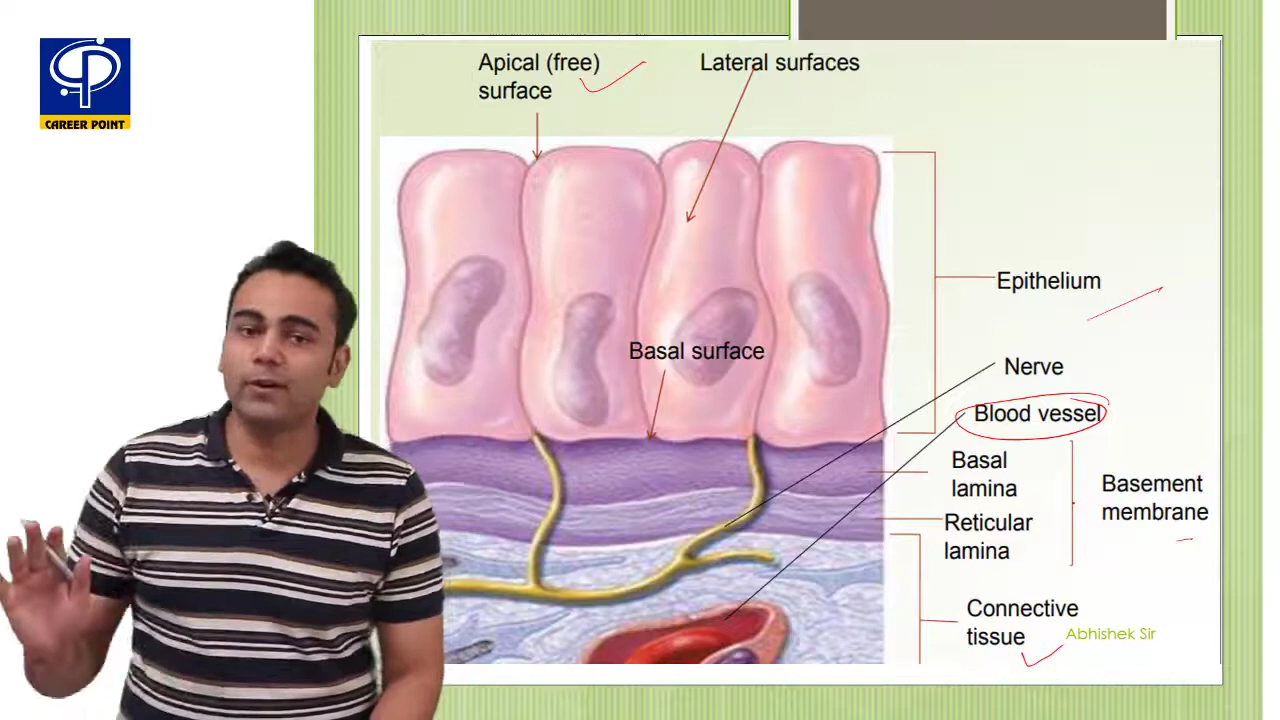 CAREER POINT
Apical (free)
surface
Lateral surfaces
Epithelium
Basal surface
Nerve
Blood vessel
Basal
lamina
Basement
membrane
Reticular
lamina
Connective
tissue
Abhishek Sir